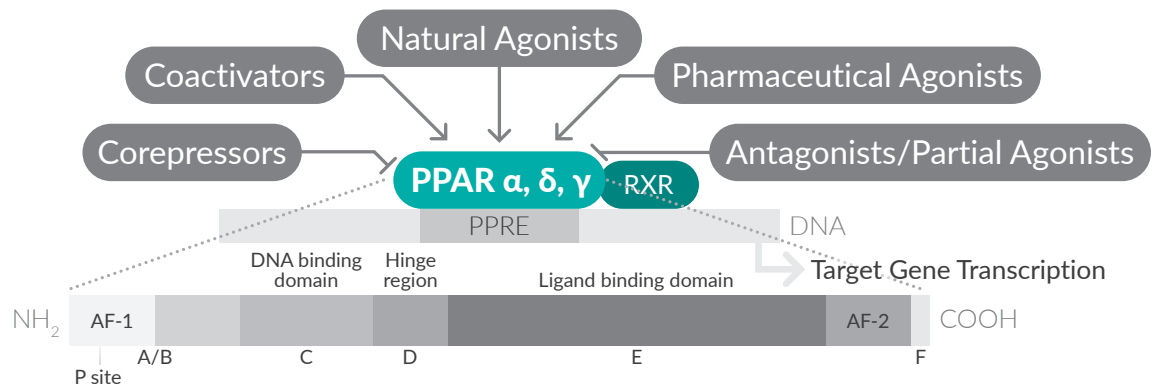 Natural Agonists
Coactivators
Pharmaceutical Agonists
Corepressors
Antagonists/Partial Agonists
PPAR α, δ, γ
RXR
PPRE
DNA
DNA binding
domain
Hinge
region
Ligand binding domain
Target Gene Transcription
NH₂
AF-1
AF-2
COOH
A/B
C
D
E
F
P site